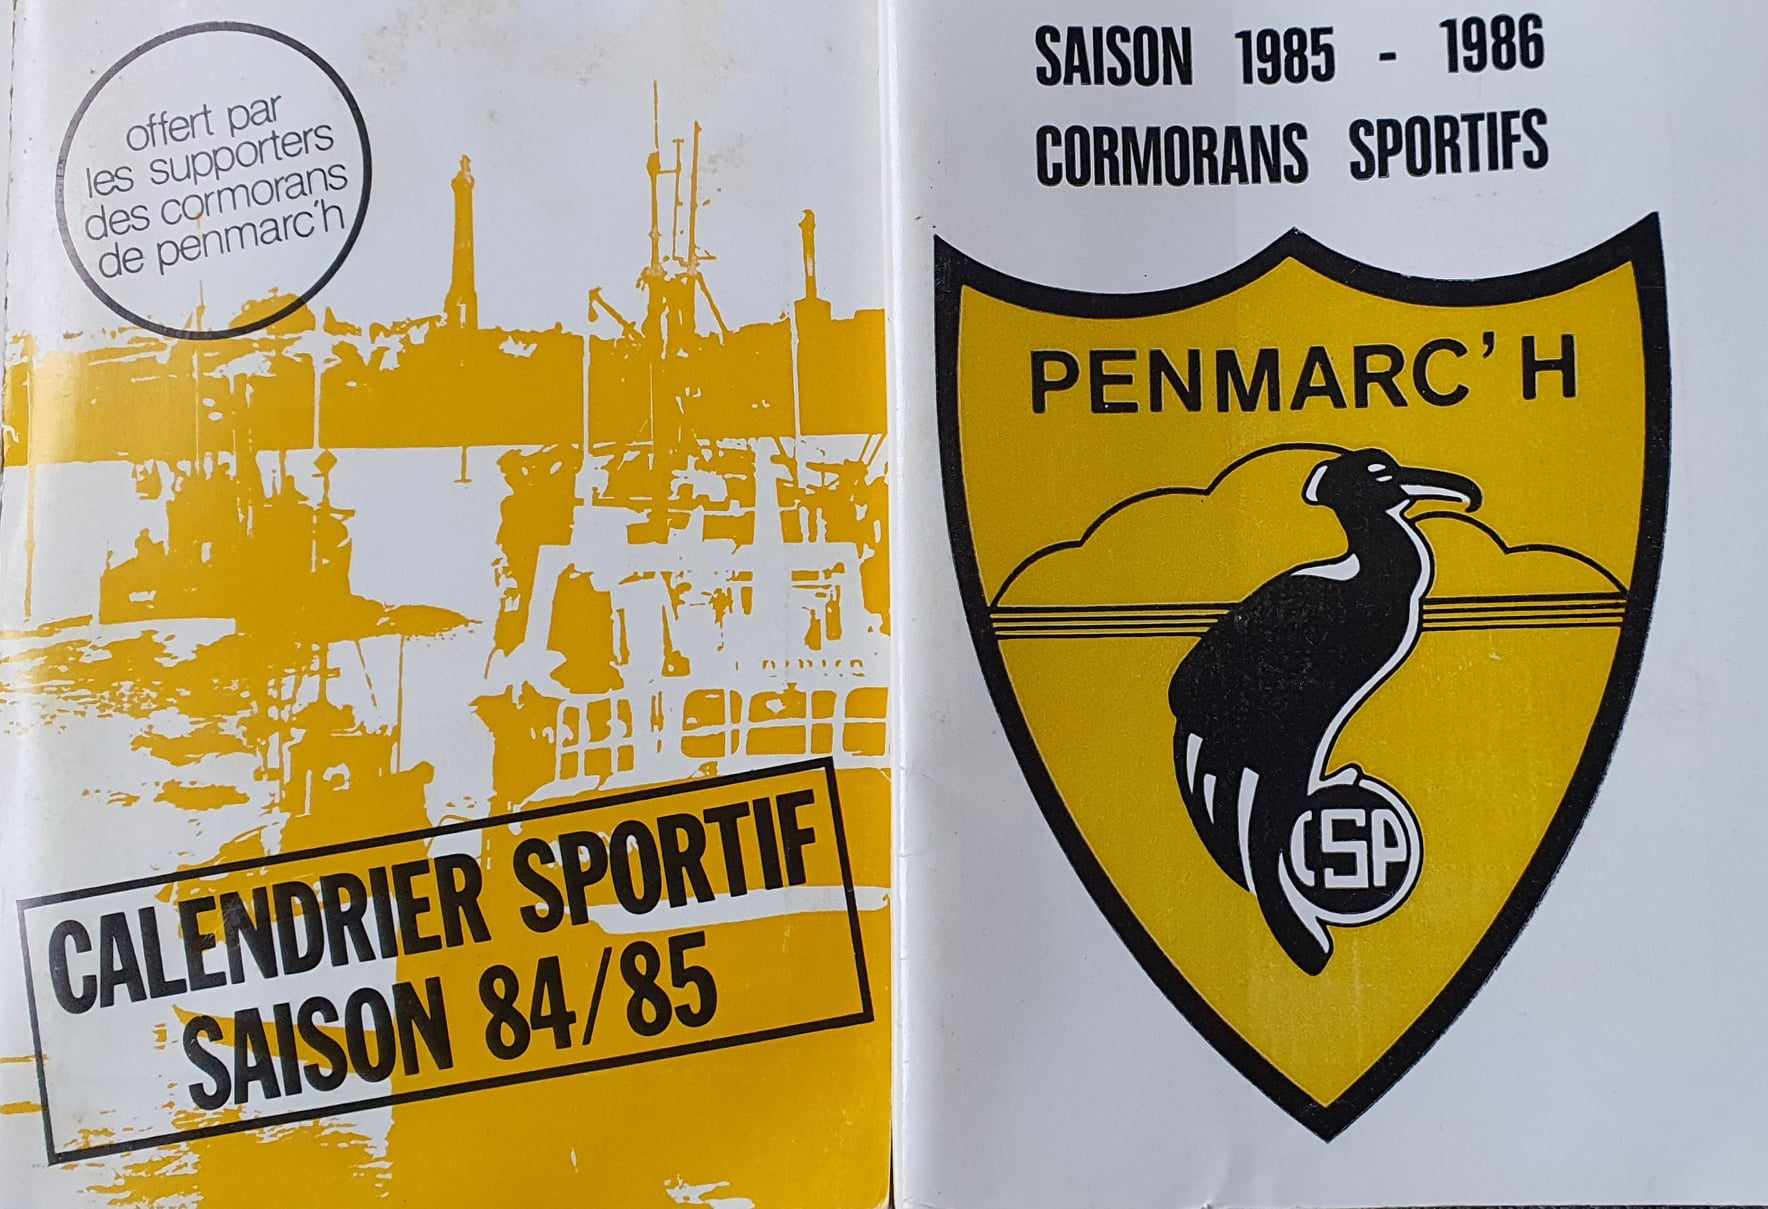 offert par
les supporters
des cormorans
de penmarc'h
CALENDRIER SPORTIF
SAISON 84/85
SAISON 1985 - 1986
CORMORANS SPORTIFS
PENMARC'H
CSP